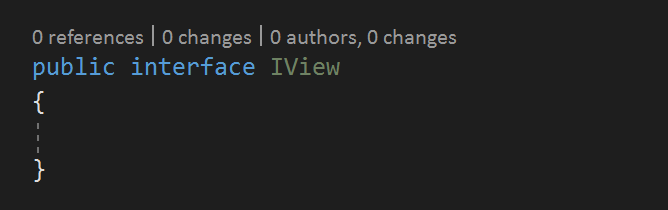 0 references | 0 changes | 0 authors, 0 changes
public interface IView
{
}